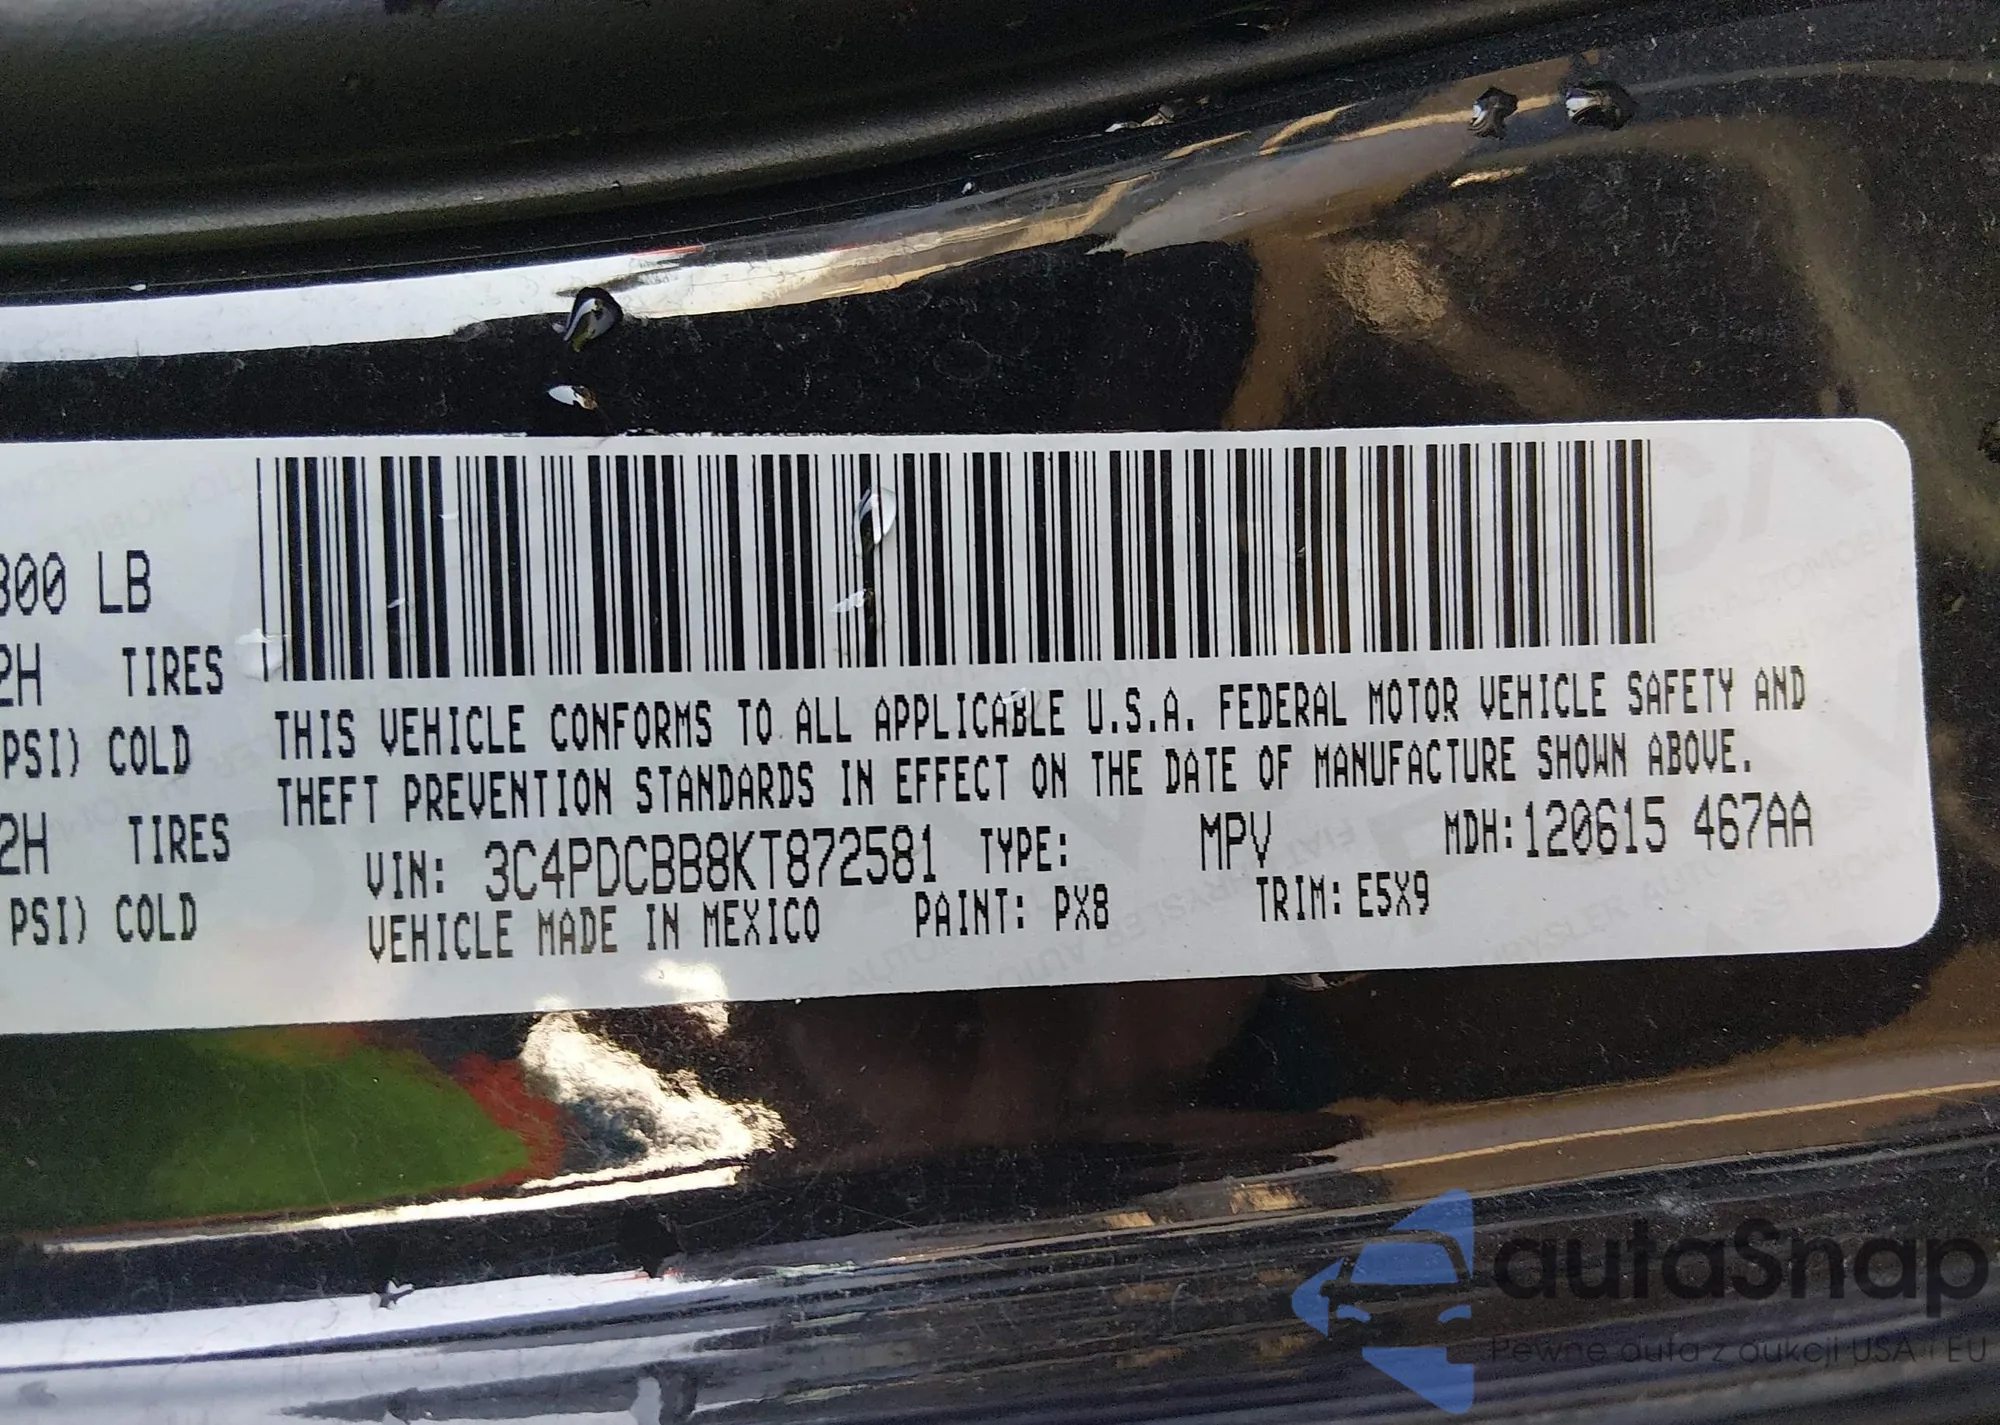 800 LB
2H TIRES
PSI) COLD
2H TIRES
PSI) COLD
THIS VEHICLE CONFORMS TO ALL APPLICABLE U.S.A. FEDERAL MOTOR VEHICLE SAFETY AND
THEFT PREVENTION STANDARDS IN EFFECT ON THE DATE OF MANUFACTURE SHOWN ABOVE.
VIN: 3C4PDCBB8KT872581 TYPE: MPV MDH:120615 467AA
VEHICLE MADE IN MEXICO PAINT: PX8 TRIM: E5X9
autaSnap
Pewne auta z aukcji USA i EU